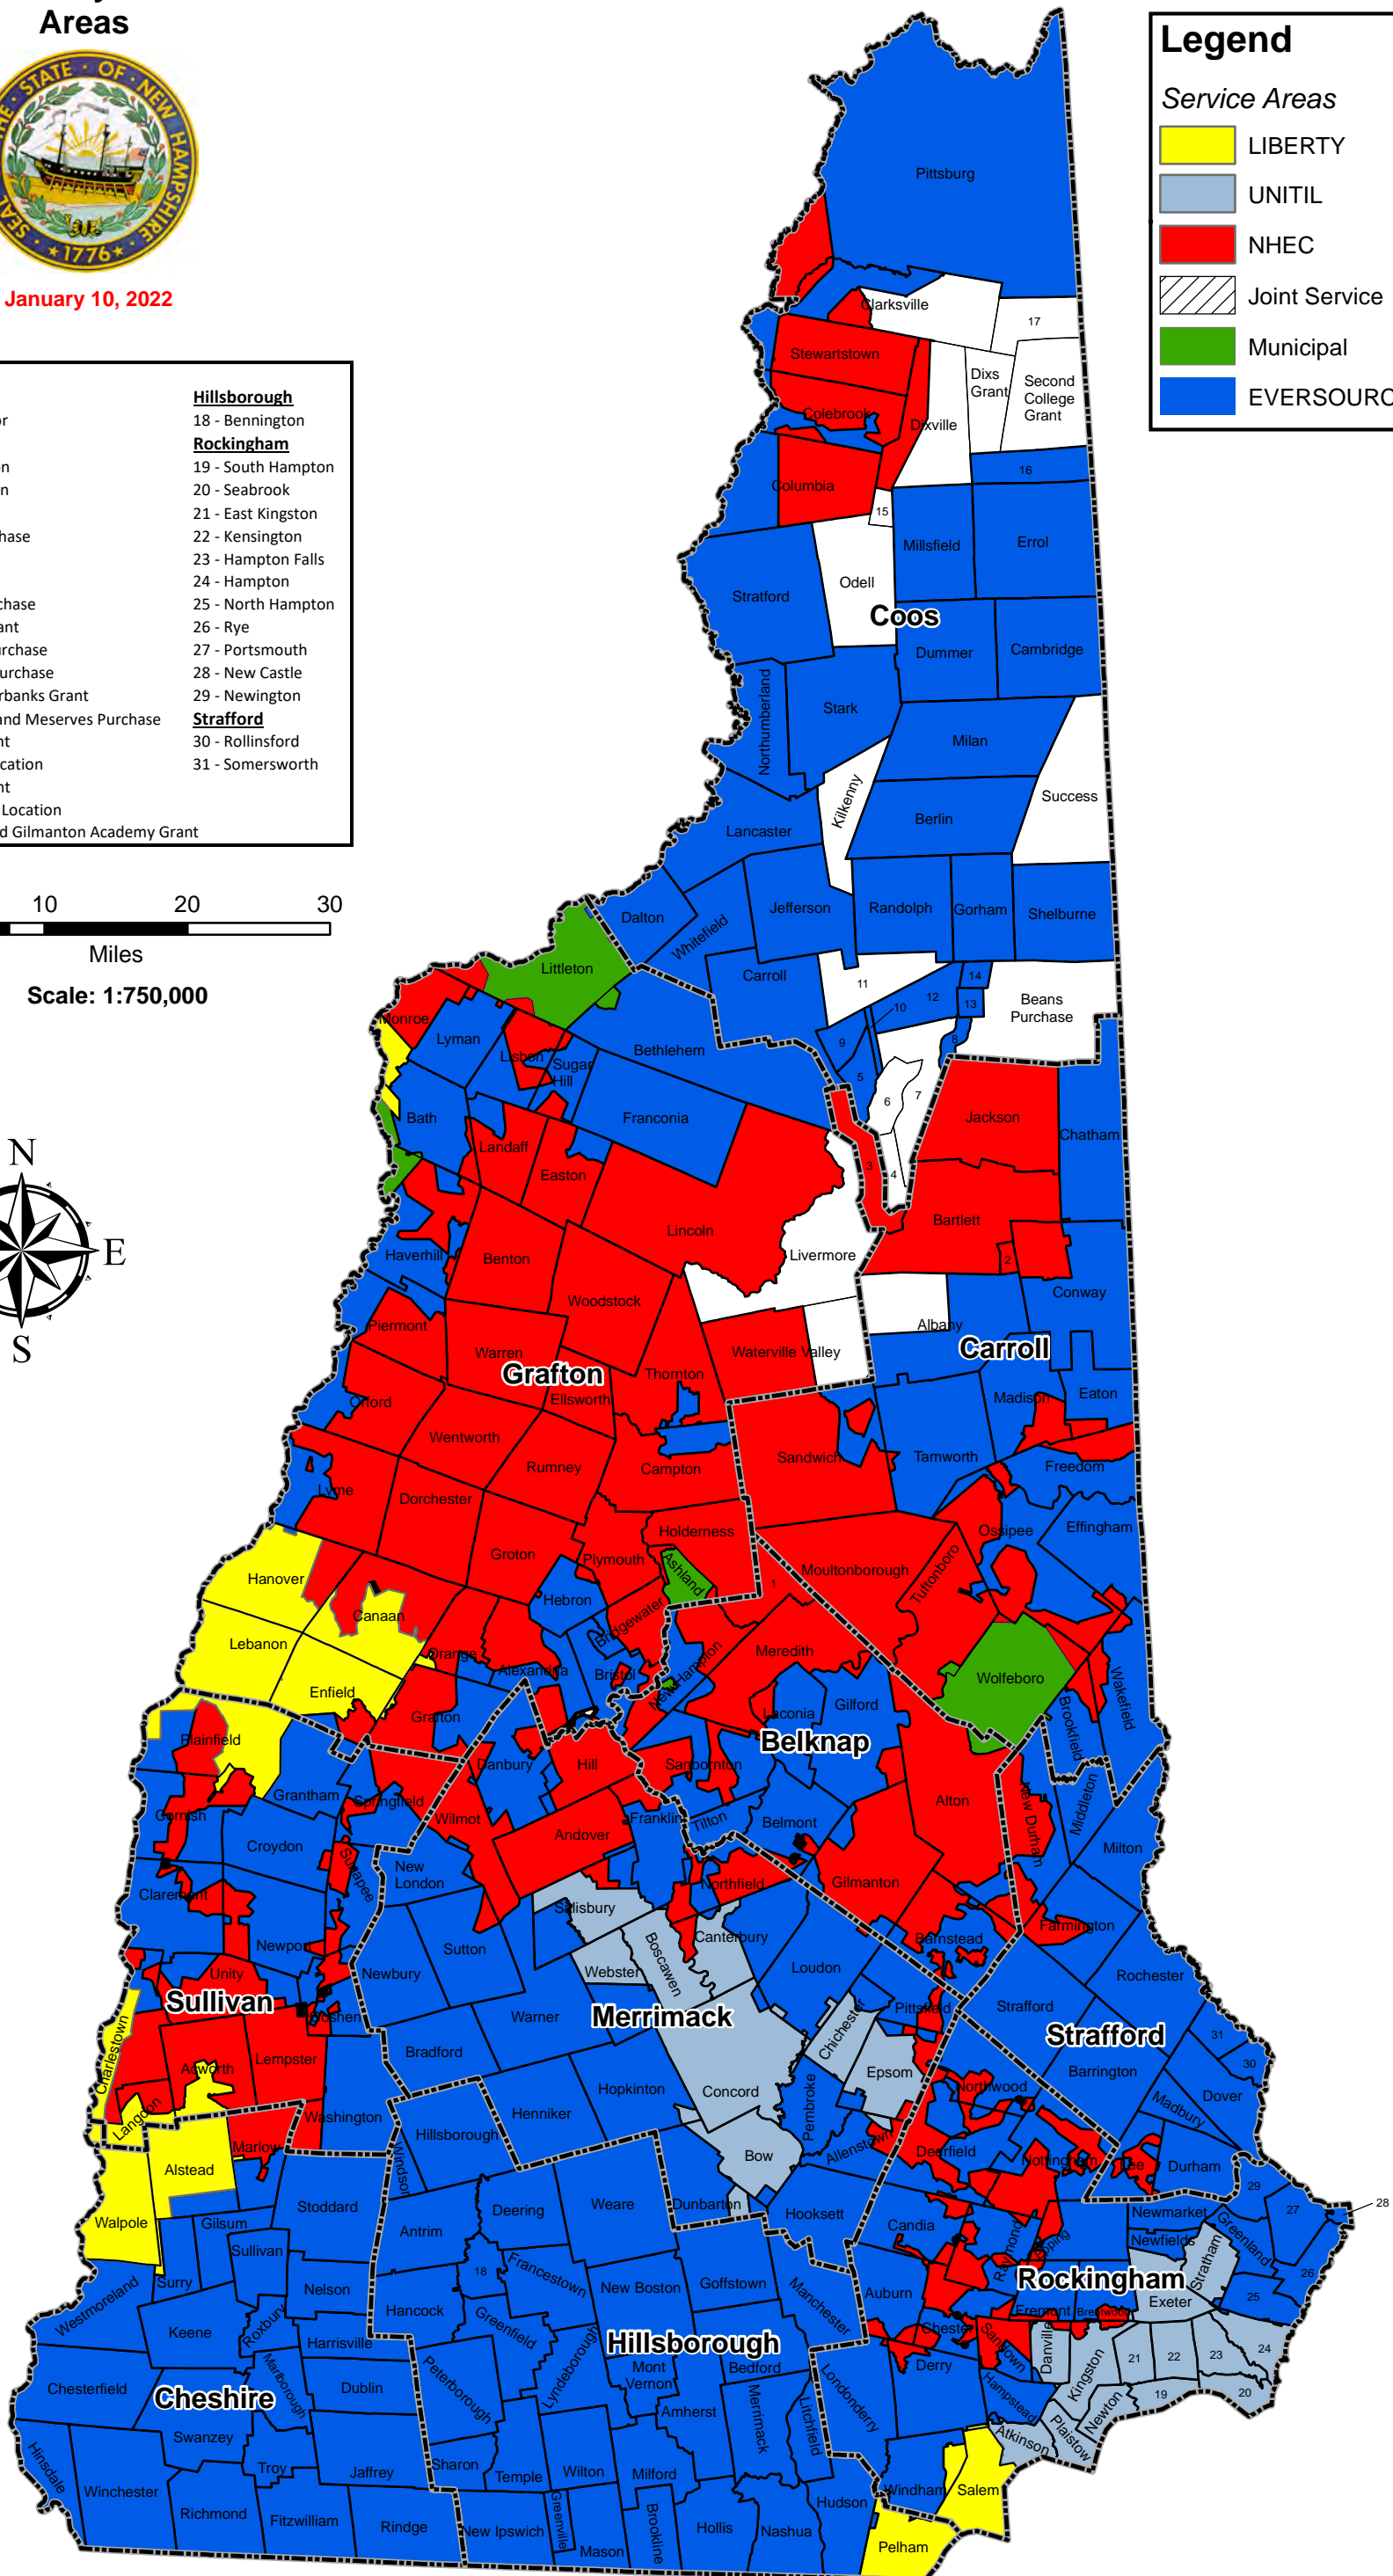 Areas
SEAL · THE · STATE · OF · NEW HAMPSHIRE
★ 1776 ★
January 10, 2022
Legend
Service Areas
LIBERTY
UNITIL
NHEC
Joint Service
Municipal
EVERSOURC
Hillsborough
18 - Bennington
Rockingham
19 - South Hampton
20 - Seabrook
21 - East Kingston
hase
22 - Kensington
23 - Hampton Falls
24 - Hampton
chase
25 - North Hampton
ant
26 - Rye
urchase
27 - Portsmouth
Purchase
28 - New Castle
rbanks Grant
29 - Newington
and Meserves Purchase
Strafford
nt
30 - Rollinsford
cation
31 - Somersworth
nt
Location
d Gilmanton Academy Grant
10
20
30
Miles
Scale: 1:750,000
N
E
S
Coos
Pittsburg
Clarksville
17
Stewartstown
Dixs Grant
Second College Grant
Colebrook
Dixville
16
Columbia
15
Millsfield
Errol
Odell
Stratford
Dummer
Cambridge
Northumberland
Stark
Milan
Kilkenny
Success
Lancaster
Berlin
Dalton
Whitefield
Jefferson
Randolph
Gorham
Shelburne
Carroll
11
10
12
14
13
Beans Purchase
9
8
5
6
7
4
3
Grafton
Littleton
Monroe
Lyman
Lisbon
Sugar Hill
Bethlehem
Bath
Franconia
Landaff
Easton
Lincoln
Livermore
Haverhill
Benton
Woodstock
Piermont
Warren
Waterville Valley
Thornton
Ellsworth
Orford
Wentworth
Rumney
Campton
Lyme
Dorchester
Groton
Holderness
Plymouth
Ashland
Hanover
Hebron
Canaan
Bridgewater
Lebanon
Orange
Alexandria
Bristol
Enfield
Grafton
Carroll
Jackson
Chatham
Bartlett
2
Conway
Albany
Madison
Eaton
Sandwich
Tamworth
Freedom
Ossipee
Effingham
Moultonborough
Tuftonboro
Wolfeboro
Brookfield
Wakefield
Belknap
1
Meredith
New Hampton
Laconia
Gilford
Sanbornton
Tilton
Belmont
Alton
Gilmanton
Barnstead
Sullivan
Plainfield
Grantham
Springfield
Cornish
Croydon
Sunapee
Claremont
Newport
Unity
Goshen
Charlestown
Acworth
Lempster
Langdon
Washington
Merrimack
Danbury
Hill
Wilmot
Andover
Franklin
New London
Northfield
Salisbury
Canterbury
Sutton
Boscawen
Webster
Loudon
Newbury
Warner
Chichester
Pittsfield
Bradford
Epsom
Hopkinton
Concord
Henniker
Pembroke
Allenstown
Bow
Dunbarton
Hooksett
Strafford
New Durham
Middleton
Milton
Farmington
Rochester
Strafford
31
30
Barrington
Dover
Madbury
Lee
Durham
Cheshire
Marlow
Alstead
Walpole
Stoddard
Gilsum
Sullivan
Surry
Nelson
Westmoreland
Keene
Roxbury
Harrisville
Chesterfield
Marlborough
Dublin
Swanzey
Hinsdale
Winchester
Troy
Jaffrey
Richmond
Fitzwilliam
Rindge
Hillsborough
Hillsborough
Windsor
Deering
Weare
Antrim
18
Francestown
New Boston
Goffstown
Manchester
Hancock
Greenfield
Lyndeborough
Mont Vernon
Bedford
Peterborough
Amherst
Merrimack
Litchfield
Sharon
Temple
Wilton
Milford
Hudson
New Ipswich
Greenville
Mason
Brookline
Hollis
Nashua
Pelham
Rockingham
Northwood
Deerfield
Nottingham
29
27
28
Candia
Raymond
Epping
Newmarket
Newfields
Stratham
Greenland
26
Auburn
Exeter
25
Chester
Fremont
Brentwood
Sandown
Danville
Kingston
21
22
23
24
Derry
Londonderry
Hampstead
Newton
19
20
Plaistow
Atkinson
Windham
Salem